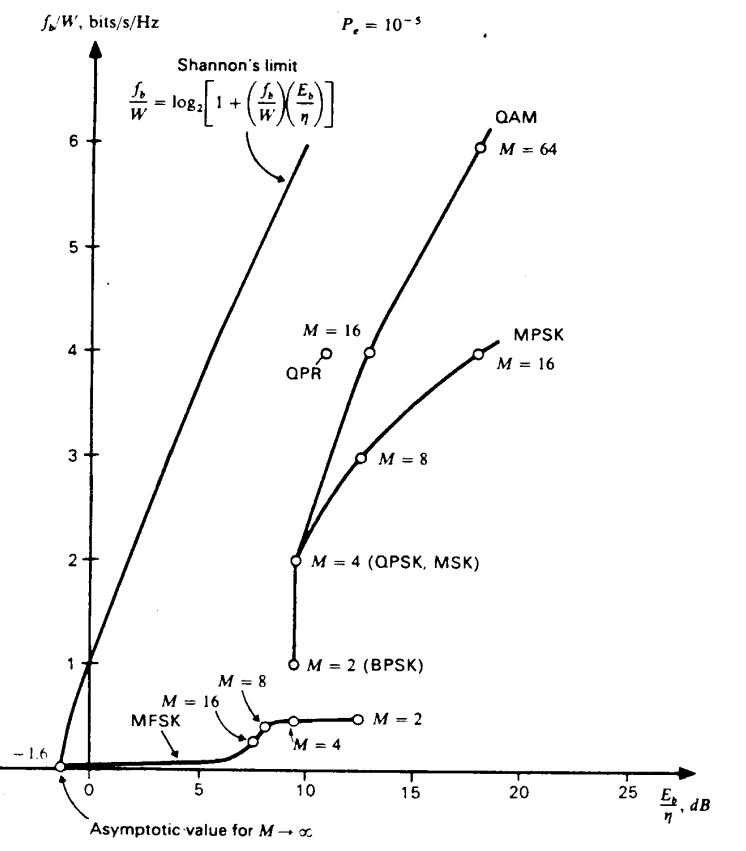 f_b/W, bits/s/Hz
P_e = 10⁻⁵
Shannon's limit
f_b/W = log₂[1 + (f_b/W)(E_b/η)]
QAM
6
M = 64
5
M = 16
MPSK
4
QPR
M = 16
3
M = 8
2
M = 4 (QPSK, MSK)
1
M = 2 (BPSK)
M = 8
M = 16
MFSK
M = 2
M = 4
−1.6
0
5
10
15
20
25
E_b/η, dB
Asymptotic value for M → ∞